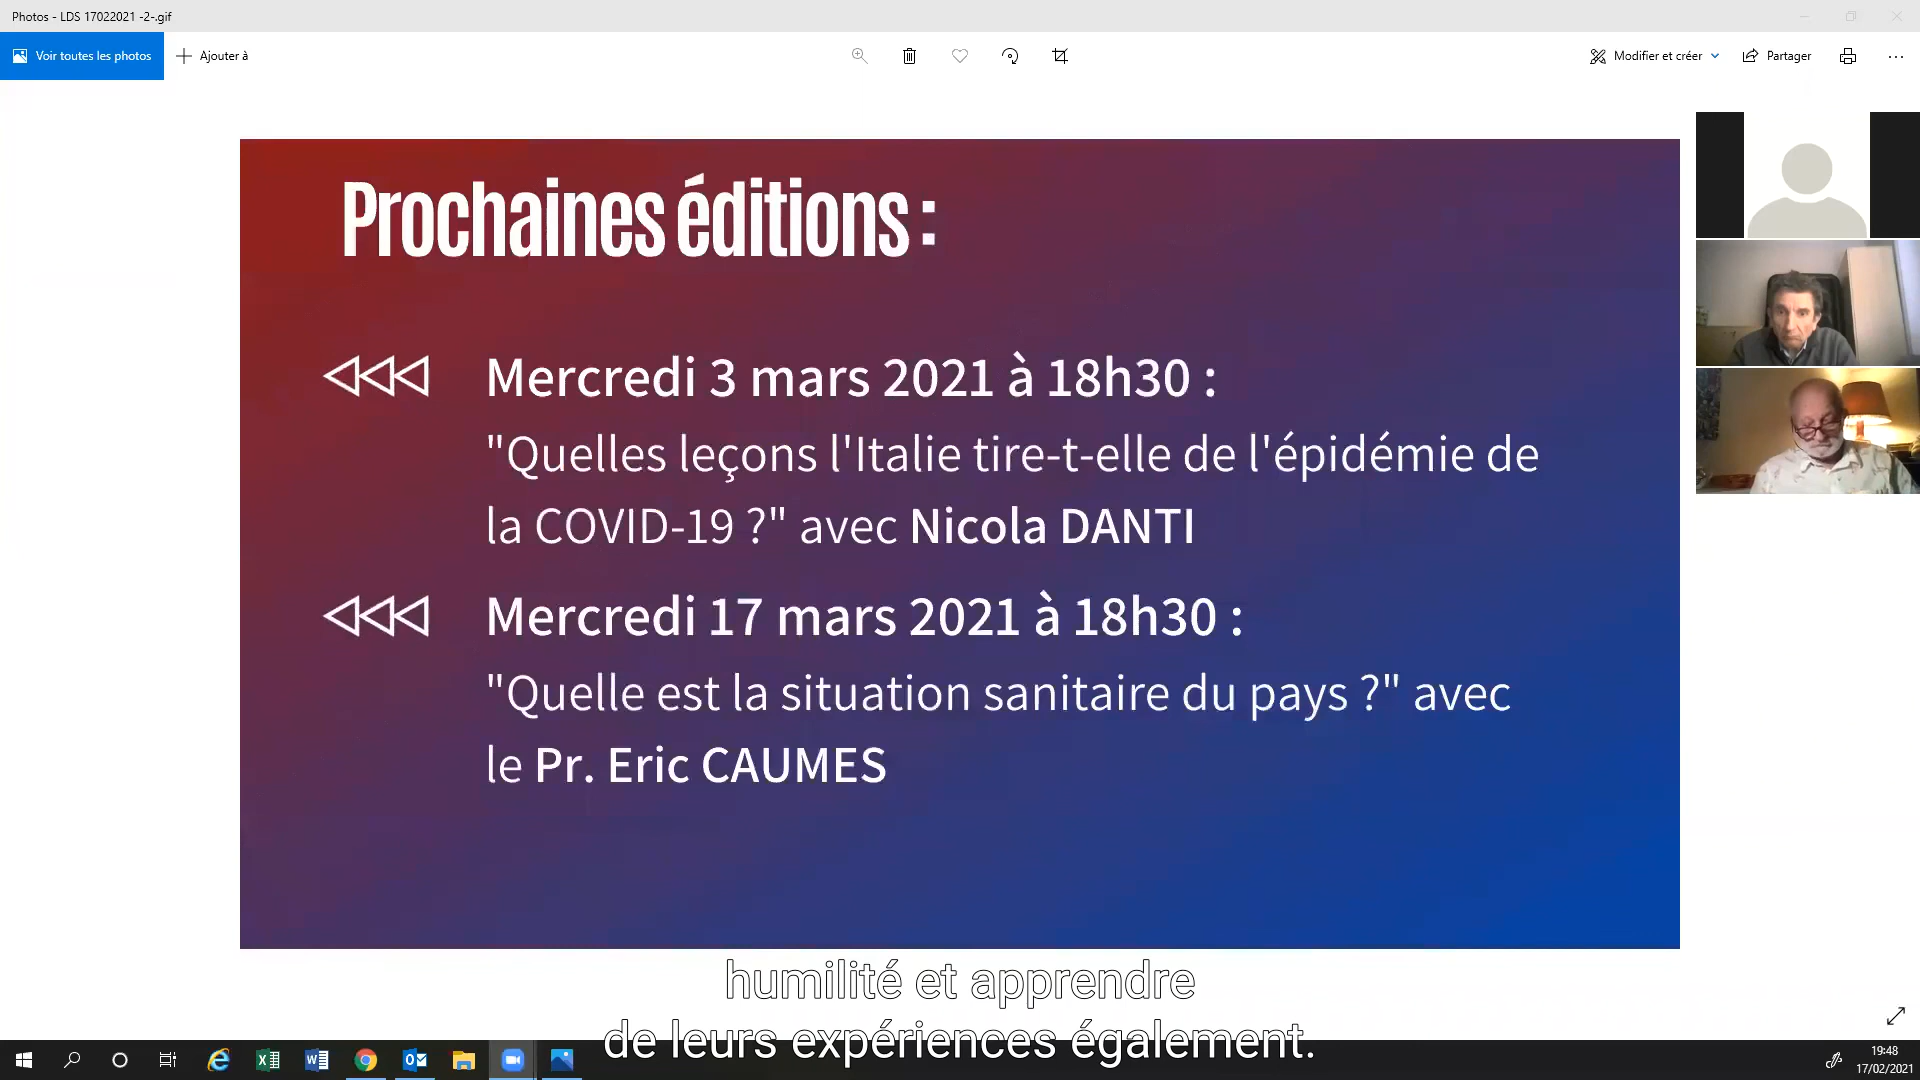 Photos - LDS 17022021 -2-.gif
Voir toutes les photos
Ajouter à
Modifier et créer
Partager
Prochaines éditions :
Mercredi 3 mars 2021 à 18h30 :
"Quelles leçons l'Italie tire-t-elle de l'épidémie de
la COVID-19 ?" avec Nicola DANTI
Mercredi 17 mars 2021 à 18h30 :
"Quelle est la situation sanitaire du pays ?" avec
le Pr. Eric CAUMES
humilité et apprendre
de leurs expériences également.
19:48
17/02/2021